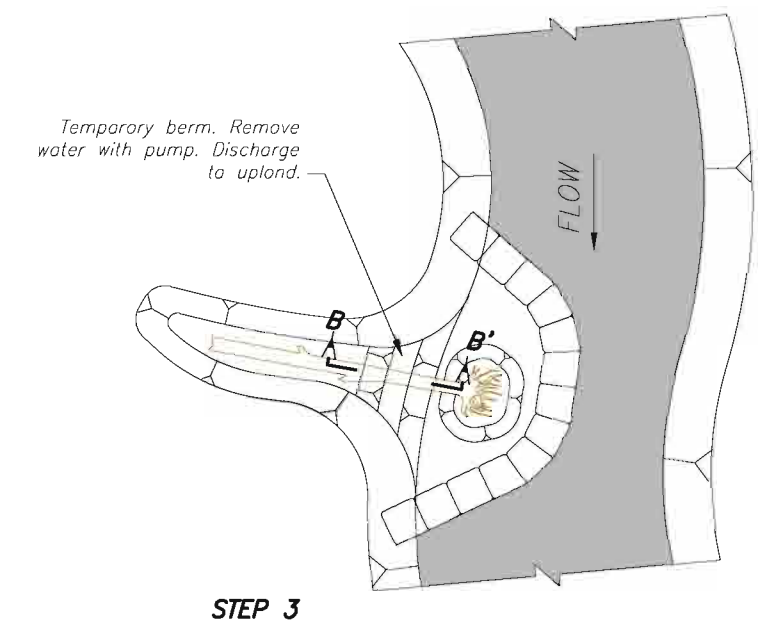 Temporary berm. Remove
water with pump. Discharge
to upland.
FLOW
B
B'
STEP 3